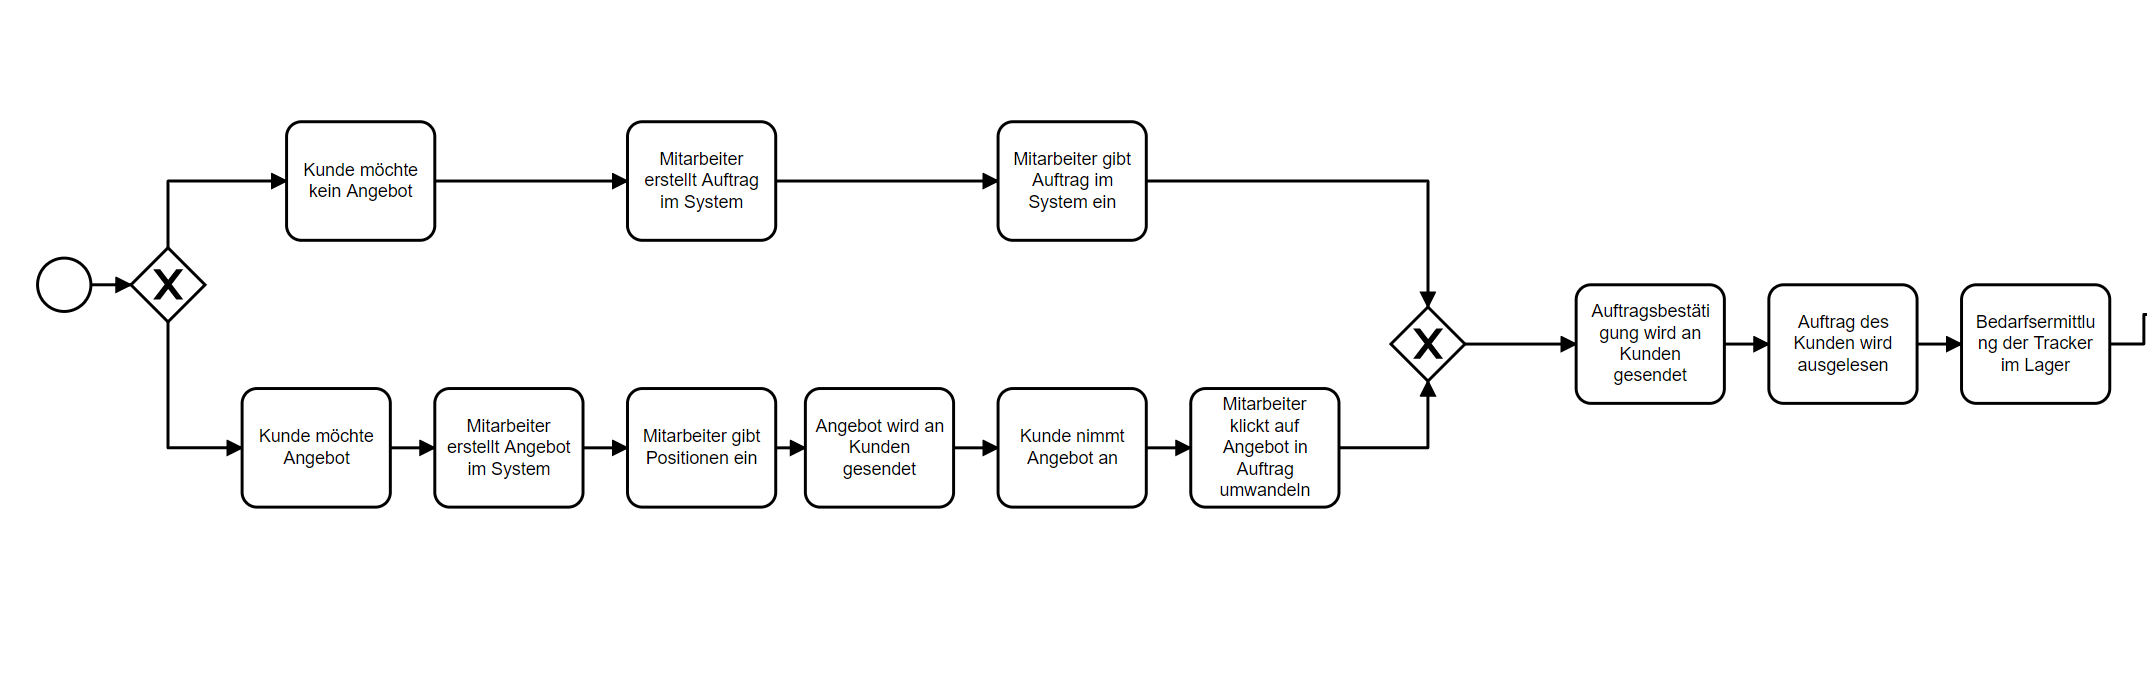 Kunde möchte
kein Angebot
Mitarbeiter
erstellt Auftrag
im System
Mitarbeiter gibt
Auftrag im
System ein
X
Kunde möchte
Angebot
Mitarbeiter
erstellt Angebot
im System
Mitarbeiter gibt
Positionen ein
Angebot wird an
Kunden
gesendet
Kunde nimmt
Angebot an
Mitarbeiter
klickt auf
Angebot in
Auftrag
umwandeln
X
Auftragsbestäti
gung wird an
Kunden
gesendet
Auftrag des
Kunden wird
ausgelesen
Bedarfsermittlu
ng der Tracker
im Lager